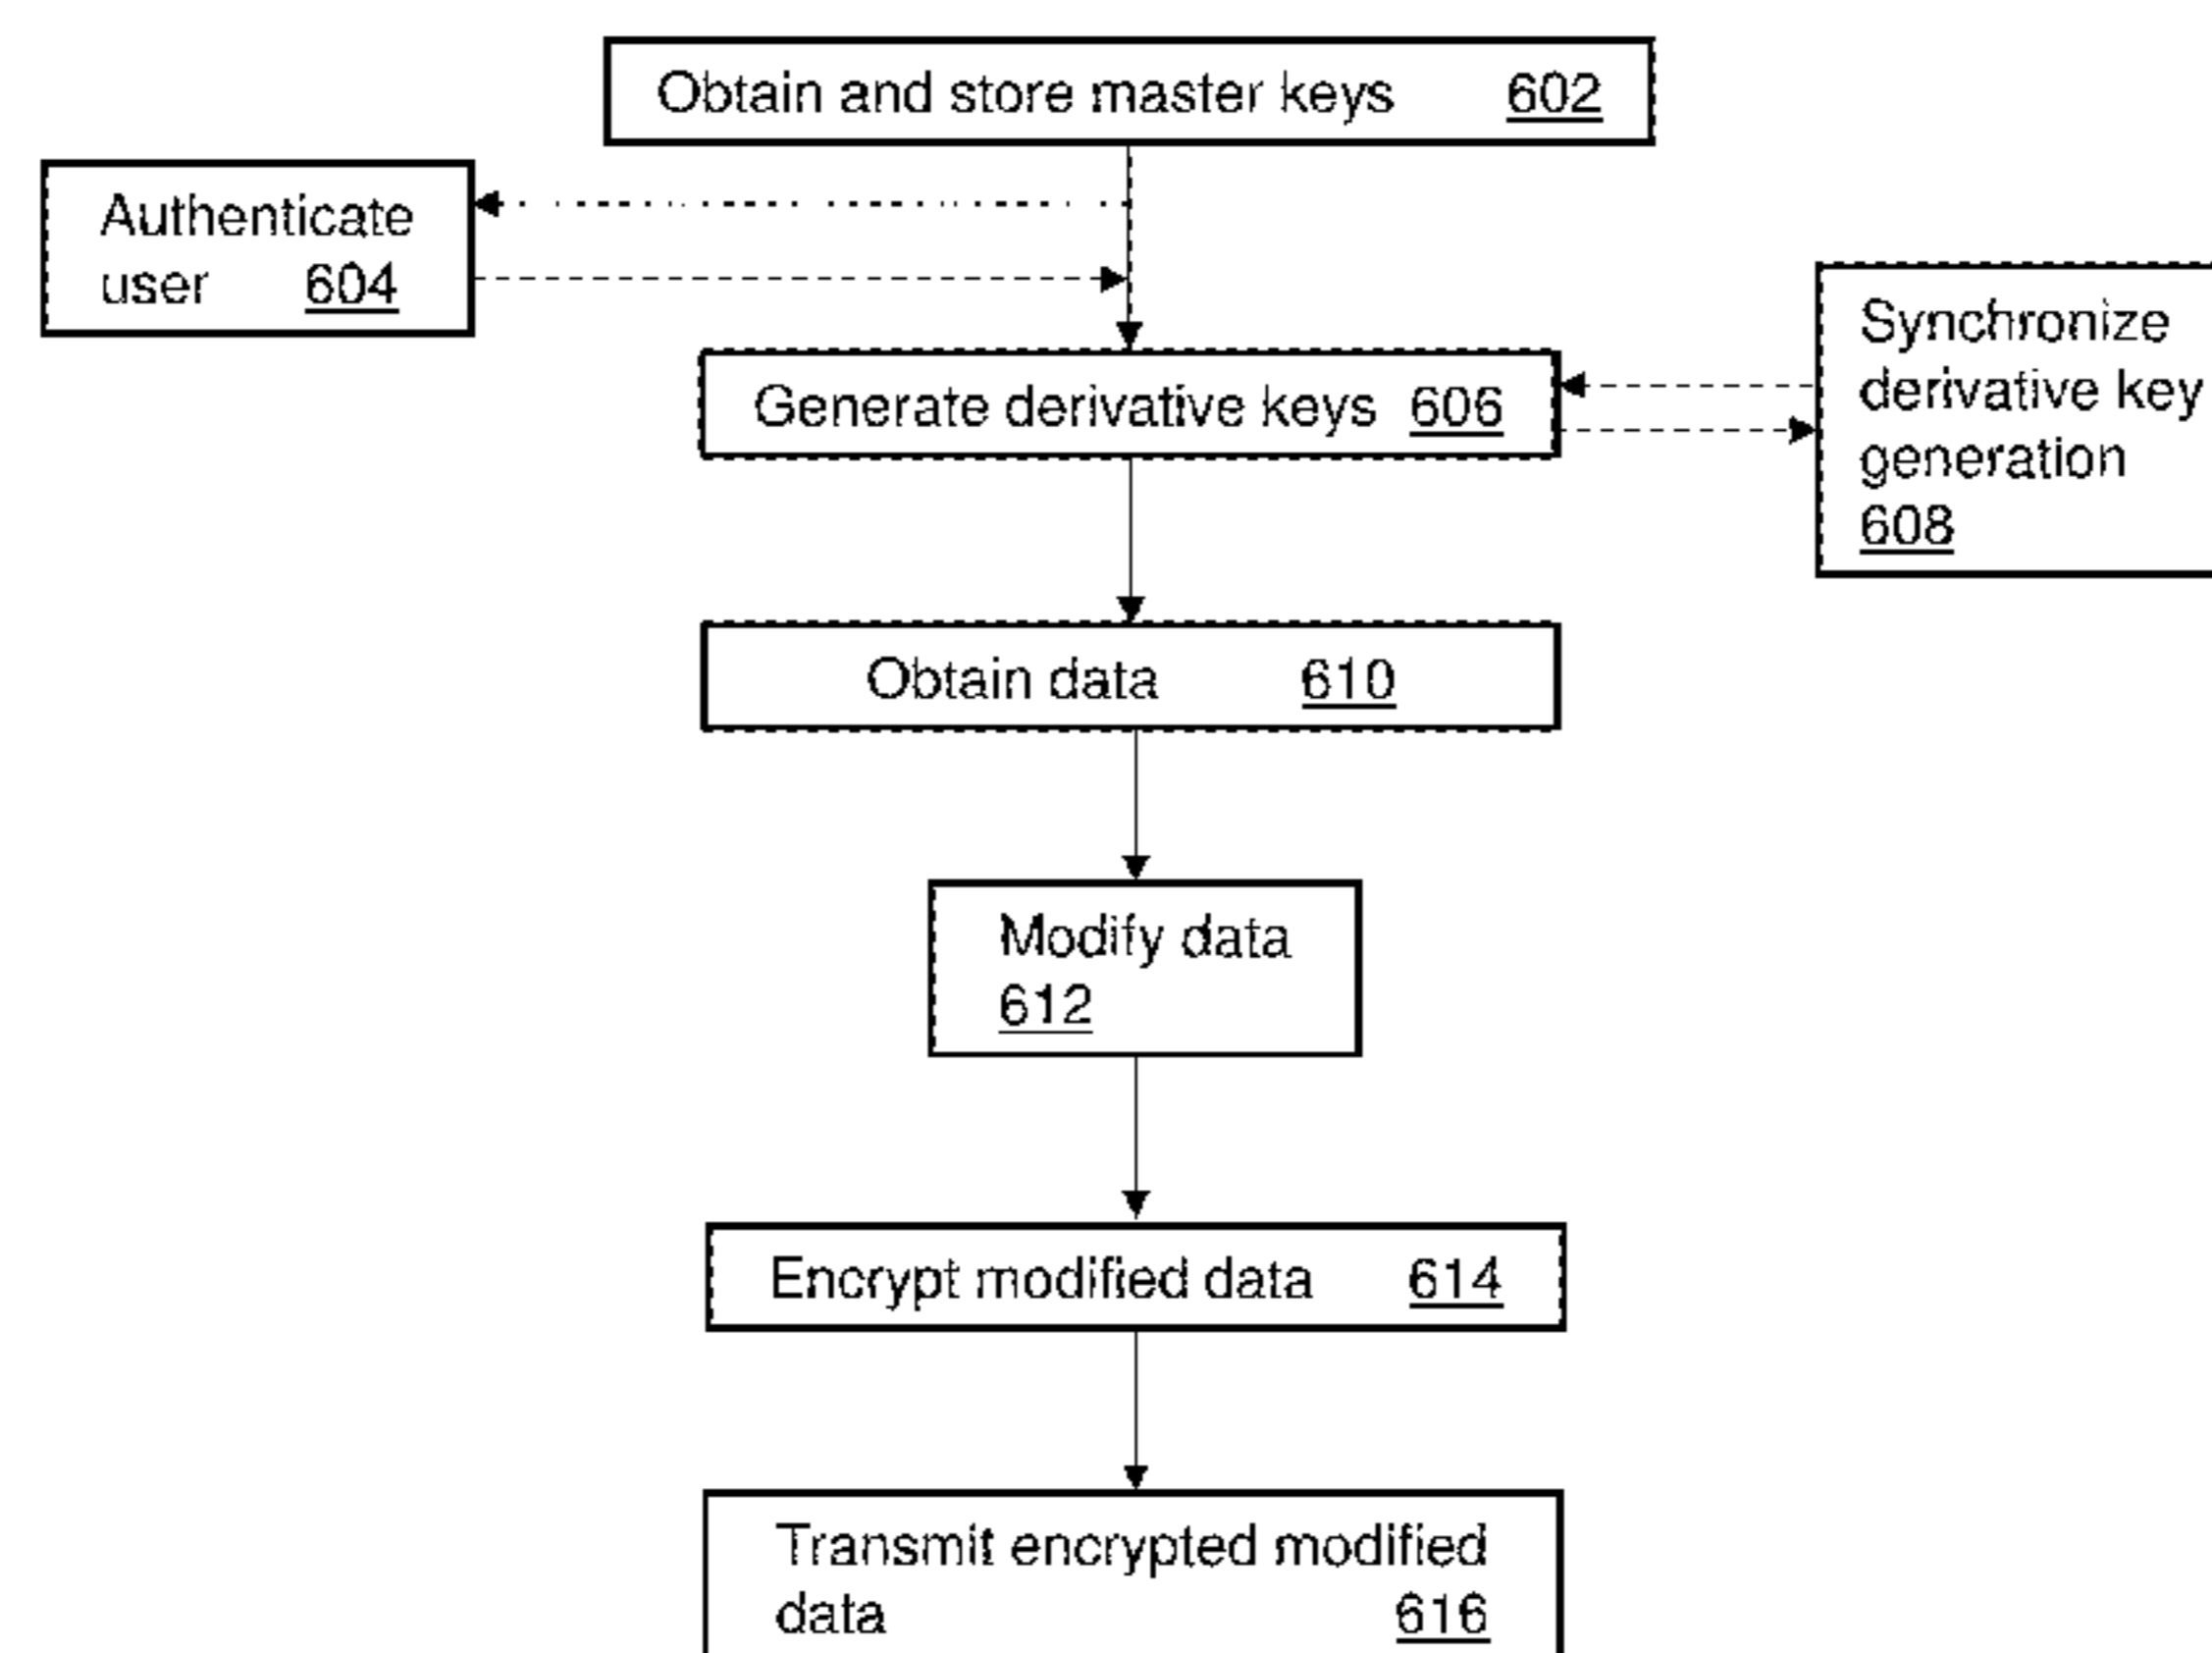 Obtain and store master keys 602
Authenticate
user 604
Generate derivative keys 606
Synchronize
derivative key
generation
608
Obtain data 610
Modify data
612
Encrypt modified data 614
Transmit encrypted modified
data 616